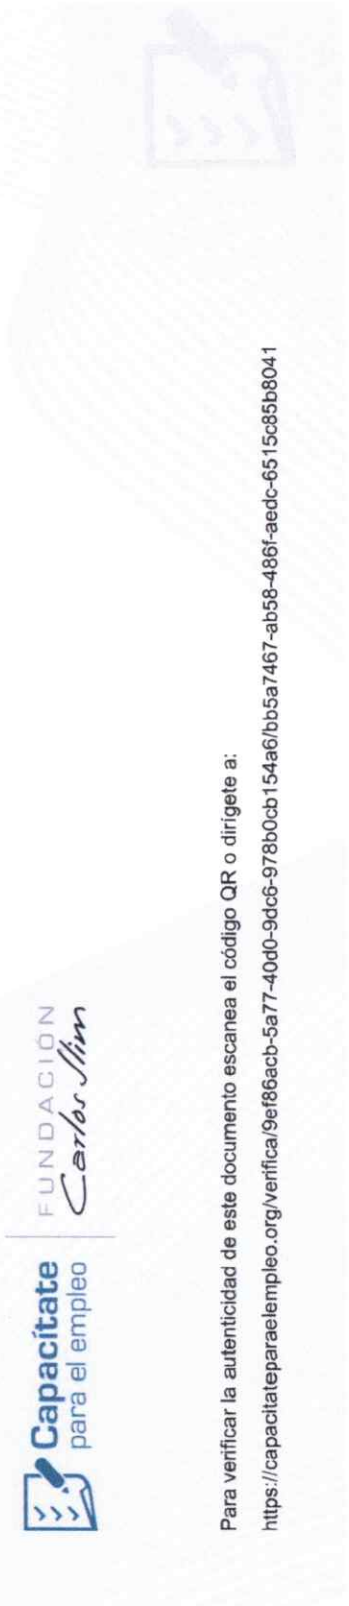 Capacítate
para el empleo
FUNDACIÓN
Carlos Slim
Para verificar la autenticidad de este documento escanea el código QR o dirígete a:
https://capacitateparaelempleo.org/verifica/9ef86acb-5a77-40d0-9dc6-978b0cb154a6/bb5a7467-ab58-486f-aedc-6515c85b8041